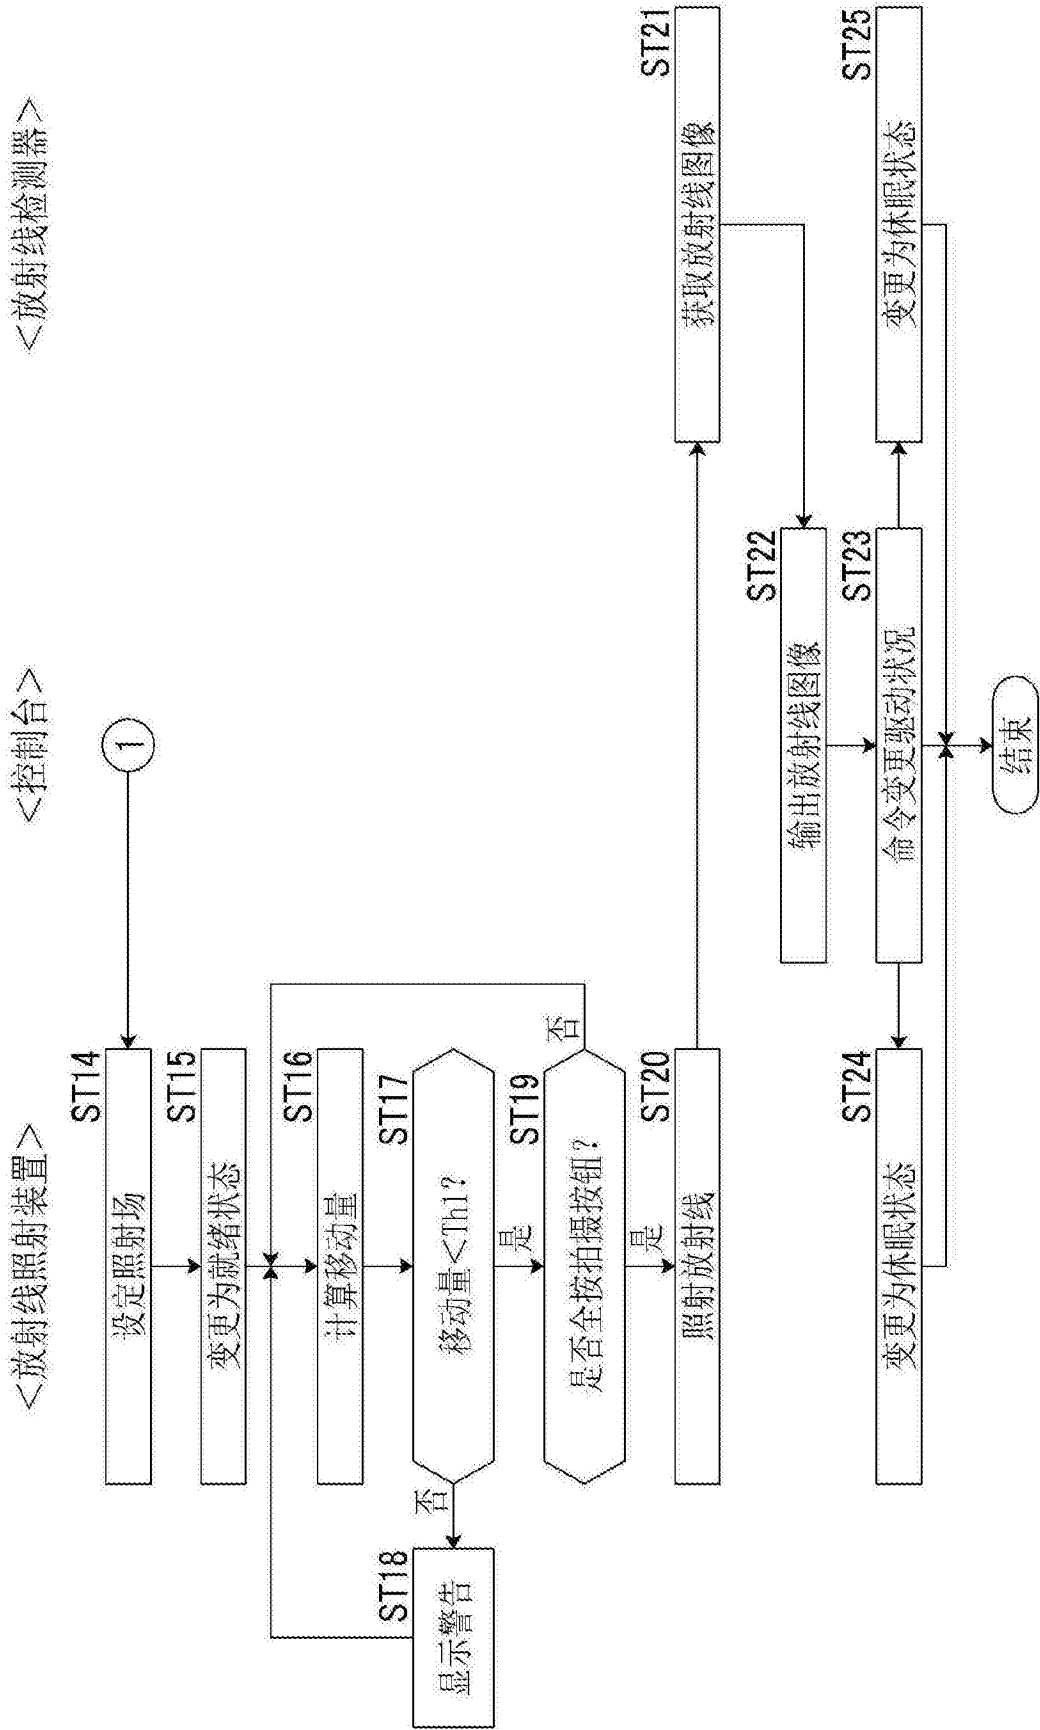 <放射线照射装置>
<控制台>
<放射线检测器>
1
ST14
设定照射场
ST15
变更为就绪状态
ST16
计算移动量
ST17
移动量<Th1?
否
是
ST18
显示警告
ST19
是否全按拍摄按钮?
否
是
ST20
照射放射线
ST21
获取放射线图像
ST22
输出放射线图像
ST23
命令变更驱动状况
ST24
变更为休眠状态
ST25
变更为休眠状态
结束